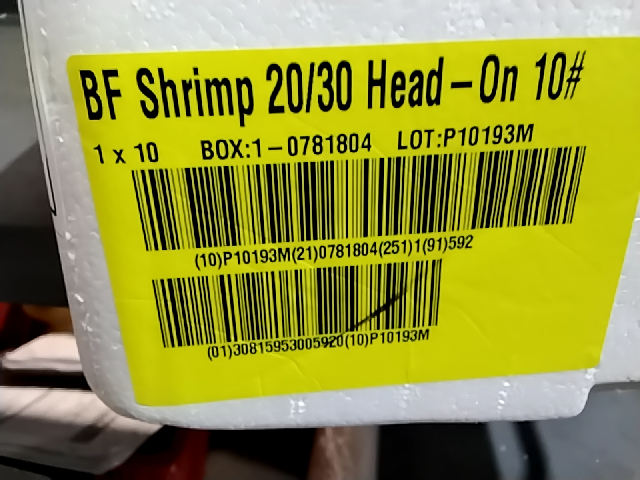 BF Shrimp 20/30 Head-On 10#
1 x 10 BOX:1-0781804 LOT:P10193M
(10)P10193M(21)0781804(251)1(91)592
(01)30815953005920(10)P10193M